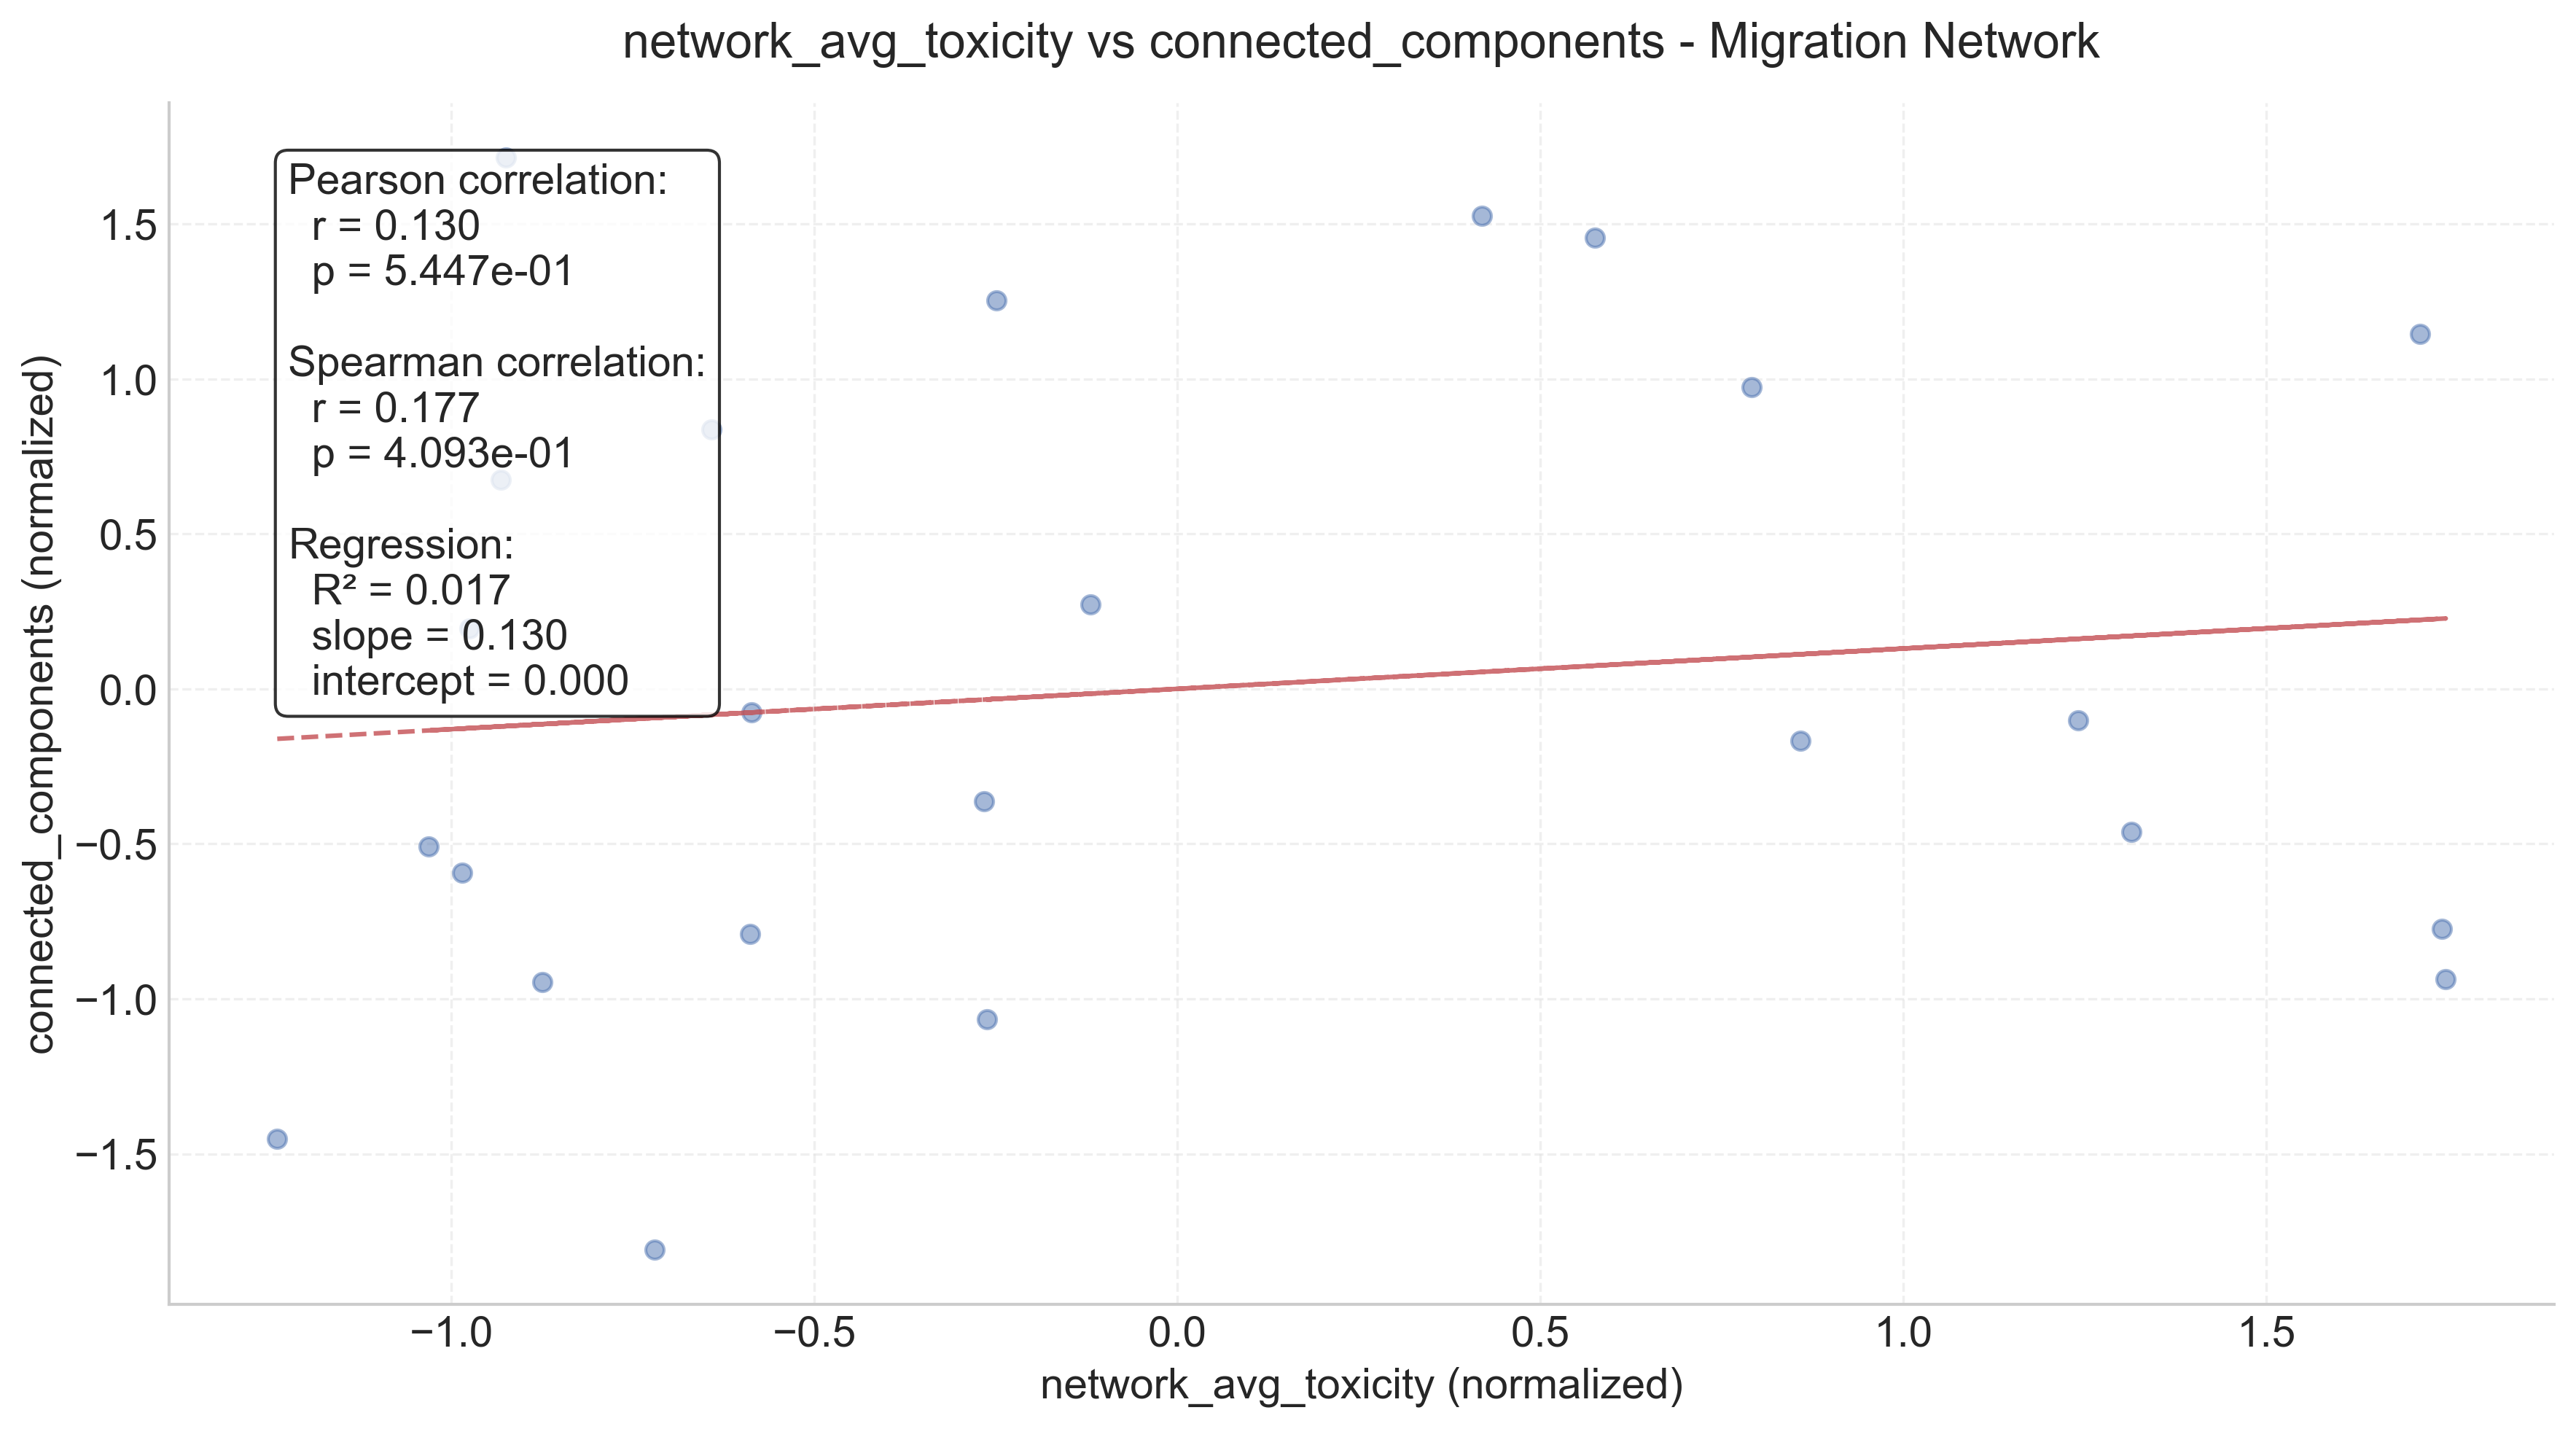 network_avg_toxicity vs connected_components - Migration Network
Pearson correlation:
r = 0.130
p = 5.447e-01
Spearman correlation:
r = 0.177
p = 4.093e-01
Regression:
R² = 0.017
slope = 0.130
intercept = 0.000
connected_components (normalized)
1.5
1.0
0.5
0.0
−0.5
−1.0
−1.5
−1.0
−0.5
0.0
0.5
1.0
1.5
network_avg_toxicity (normalized)